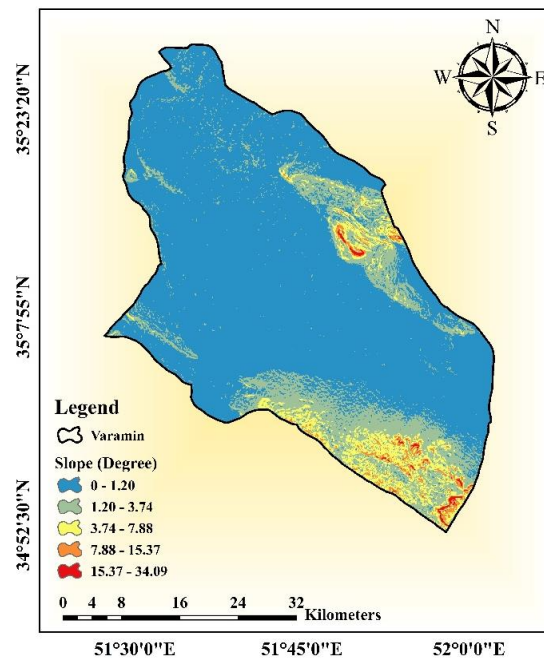 N
W E
S
35°23'20"N
35°7'55"N
34°52'30"N
Legend
Varamin
Slope (Degree)
0 - 1.20
1.20 - 3.74
3.74 - 7.88
7.88 - 15.37
15.37 - 34.09
0 2 4 8 16 24 32
Kilometers
51°30'0"E 51°45'0"E 52°0'0"E